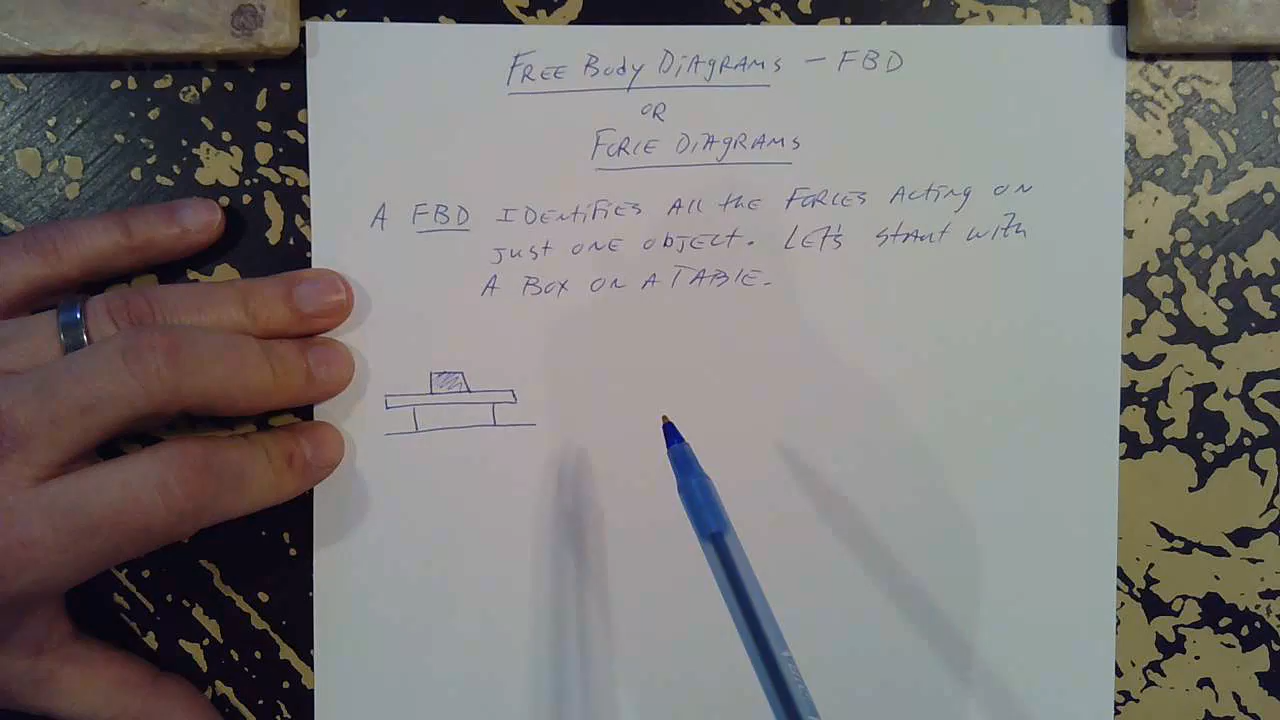 FREE BODY DIAGRAMS - FBD
OR
FORCE DIAGRAMS
A FBD IDENTIFIES ALL the FORCES ACTING ON
just ONE OBJECT. LET'S start with
A BOX ON A TABLE.